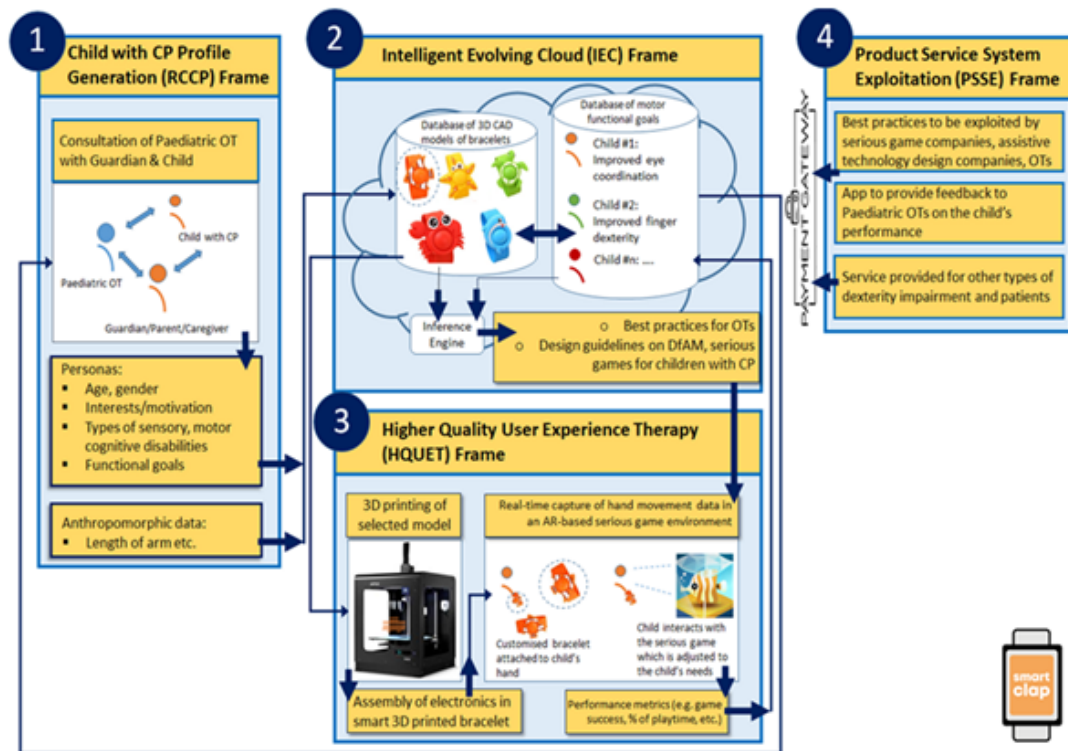 1
Child with CP Profile
Generation (RCCP) Frame
Consultation of Paediatric OT
with Guardian & Child
Child with CP
Paediatric OT
Guardian/Parent/Caregiver
Personas:
▪ Age, gender
▪ Interests/motivation
▪ Types of sensory, motor
cognitive disabilities
▪ Functional goals
Anthropomorphic data:
▪ Length of arm etc.
2
Intelligent Evolving Cloud (IEC) Frame
Database of 3D CAD
models of bracelets
Database of motor
functional goals
Child #1:
Improved eye
coordination
Child #2:
Improved finger
dexterity
Child #n: ....
Inference
Engine
○ Best practices for OTs
○ Design guidelines on DfAM, serious
games for children with CP
3
Higher Quality User Experience Therapy
(HQUET) Frame
3D printing of
selected model
Real-time capture of hand movement data in
an AR-based serious game environment
Customised bracelet
attached to child's
hand
Child interacts with
the serious game
which is adjusted to
the child's needs
Assembly of electronics in
smart 3D printed bracelet
Performance metrics (e.g. game
success, % of playtime, etc.)
4
Product Service System
Exploitation (PSSE) Frame
PAYMENT GATEWAY
Best practices to be exploited by
serious game companies, assistive
technology design companies, OTs
App to provide feedback to
Paediatric OTs on the child's
performance
Service provided for other types of
dexterity impairment and patients
smart
clap